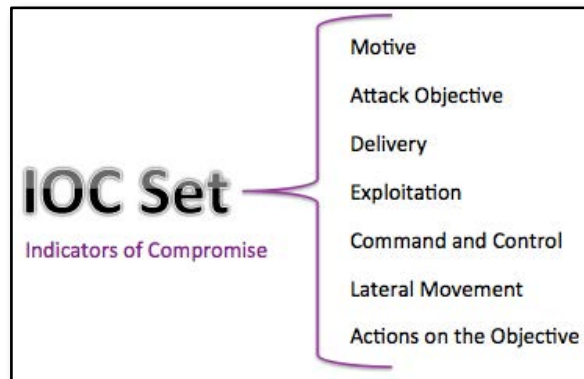 IOC Set
Indicators of Compromise
Motive
Attack Objective
Delivery
Exploitation
Command and Control
Lateral Movement
Actions on the Objective